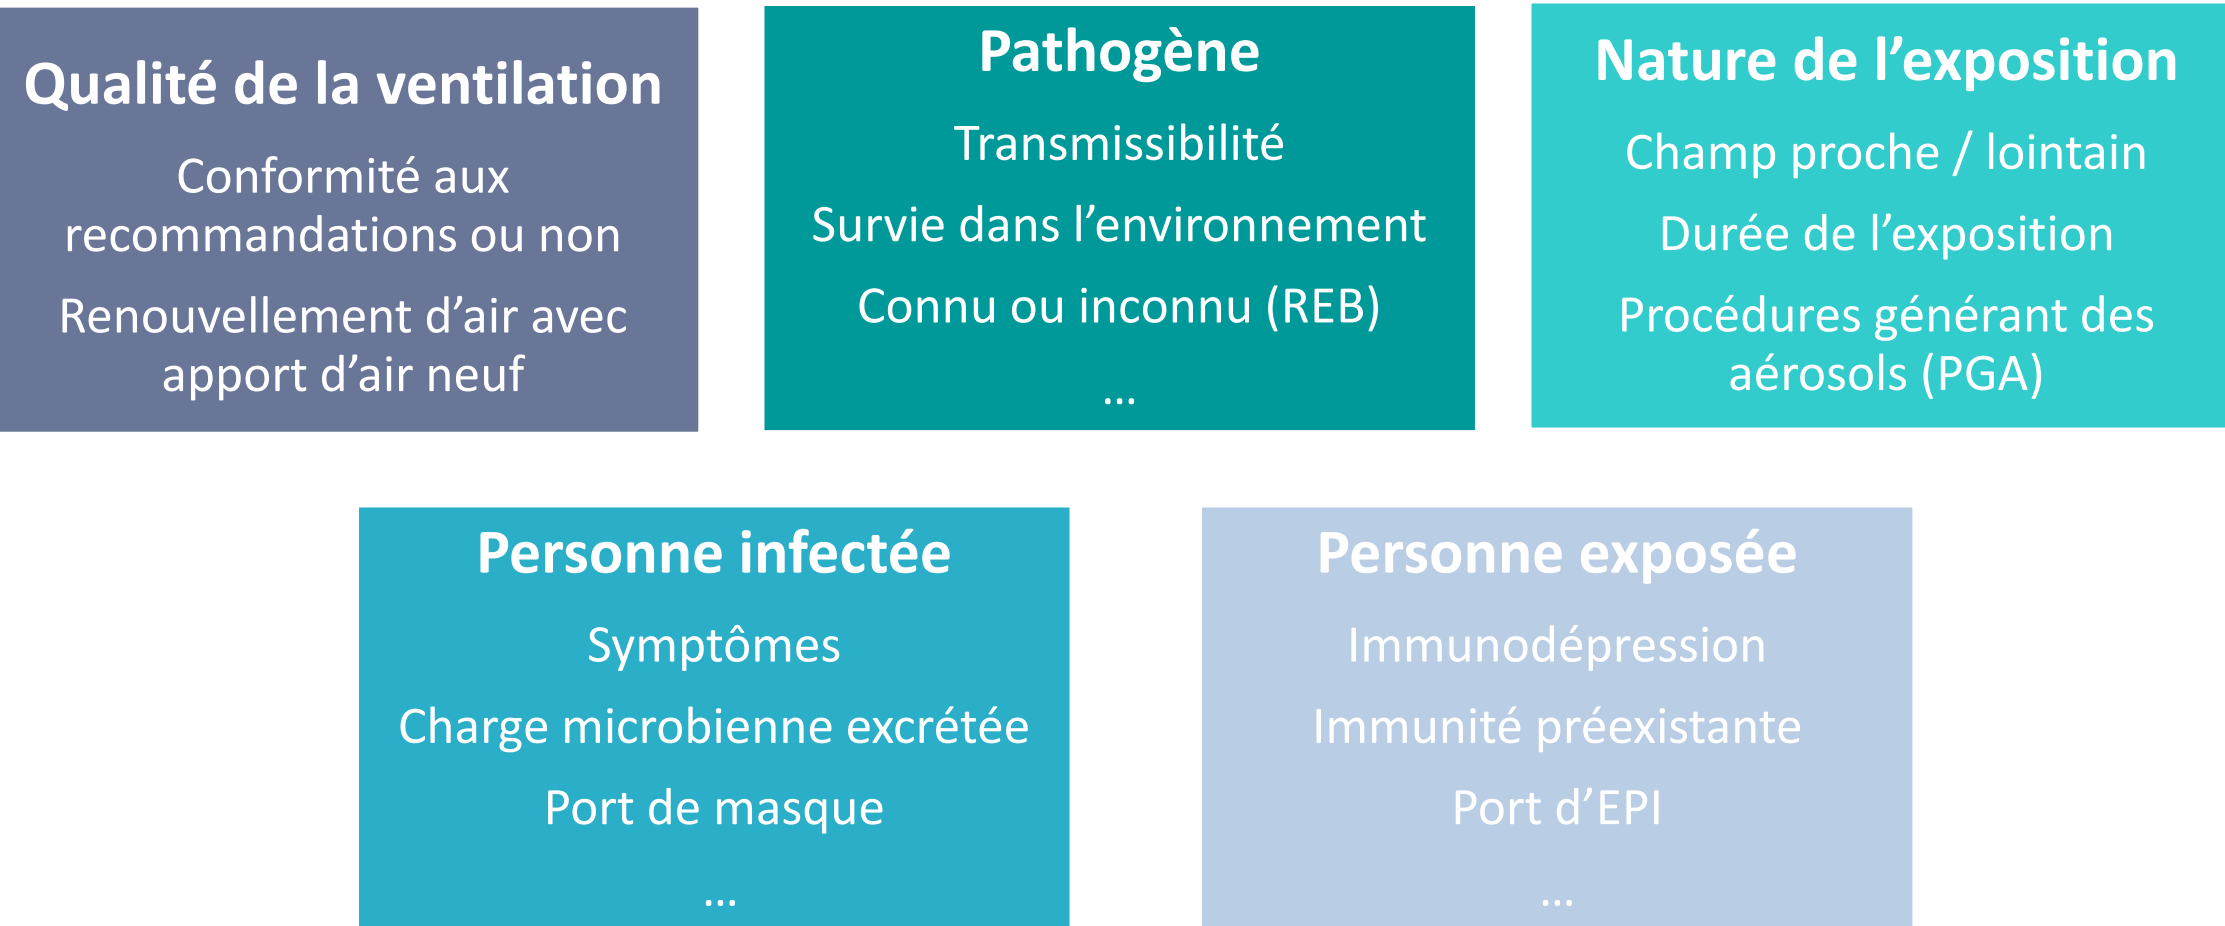 Qualité de la ventilation
Conformité aux
recommandations ou non
Renouvellement d’air avec
apport d’air neuf
Pathogène
Transmissibilité
Survie dans l’environnement
Connu ou inconnu (REB)
...
Nature de l’exposition
Champ proche / lointain
Durée de l’exposition
Procédures générant des
aérosols (PGA)
Personne infectée
Symptômes
Charge microbienne excrétée
Port de masque
...
Personne exposée
Immunodépression
Immunité préexistante
Port d’EPI
...